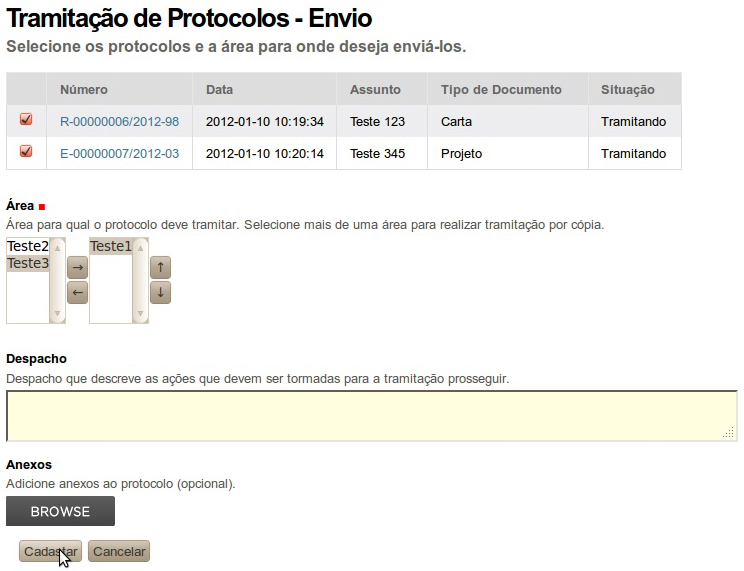 Tramitação de Protocolos - Envio
Selecione os protocolos e a área para onde deseja enviá-los.
Número Data Assunto Tipo de Documento Situação
R-00000006/2012-98 2012-01-10 10:19:34 Teste 123 Carta Tramitando
E-00000007/2012-03 2012-01-10 10:20:14 Teste 345 Projeto Tramitando
Área
Área para qual o protocolo deve tramitar. Selecione mais de uma área para realizar tramitação por cópia.
Teste2 Teste1
Teste3 → ↑
← ↓
Despacho
Despacho que descreve as ações que devem ser tormadas para a tramitação prosseguir.
Anexos
Adicione anexos ao protocolo (opcional).
BROWSE
Cadastar Cancelar